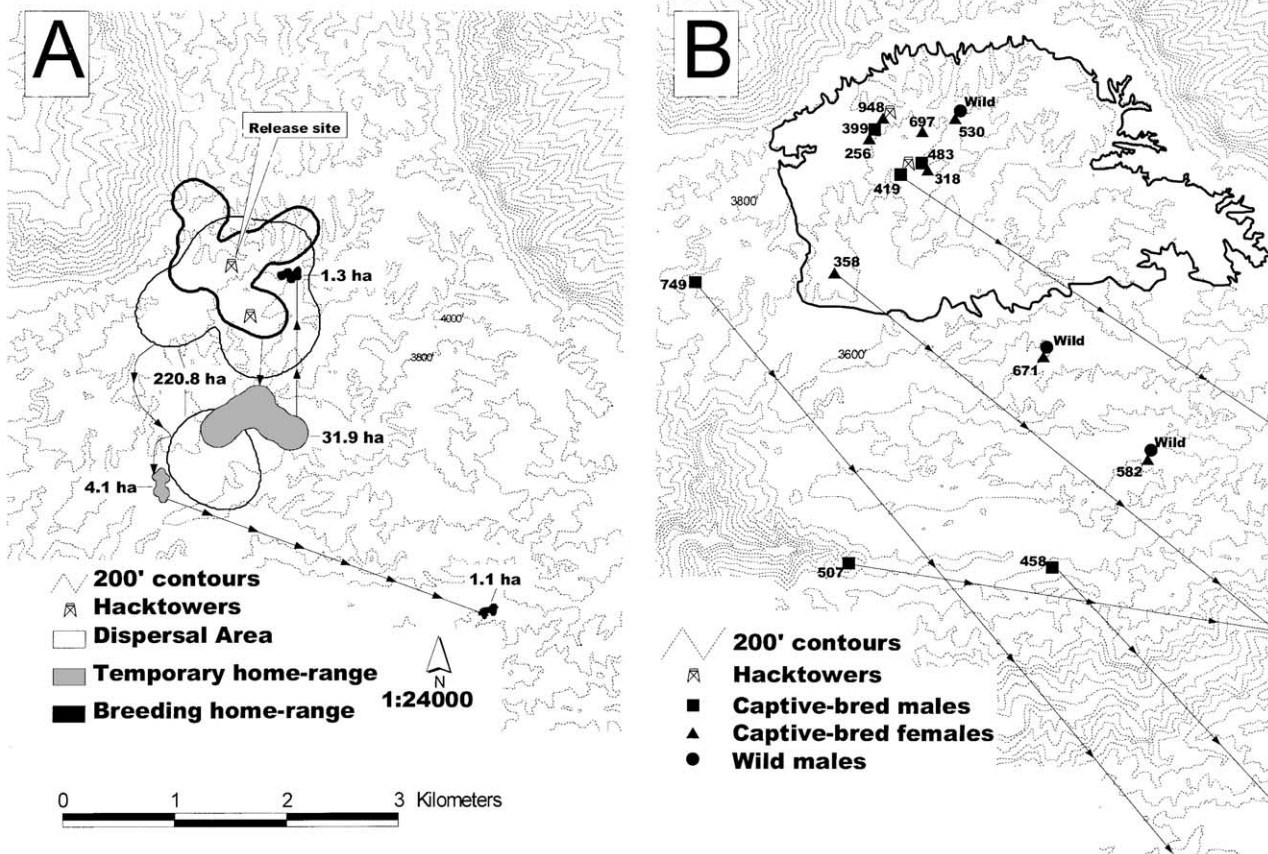 A
Release site
1.3 ha
4000'
3800'
220.8 ha
31.9 ha
4.1 ha
1.1 ha
200' contours
Hacktowers
Dispersal Area
Temporary home-range
Breeding home-range
N
1:24000
0 1 2 3 Kilometers
B
948
Wild
399
697
530
256
483
318
419
3800'
358
749
3600'
Wild
671
Wild
582
507
458
200' contours
Hacktowers
Captive-bred males
Captive-bred females
Wild males